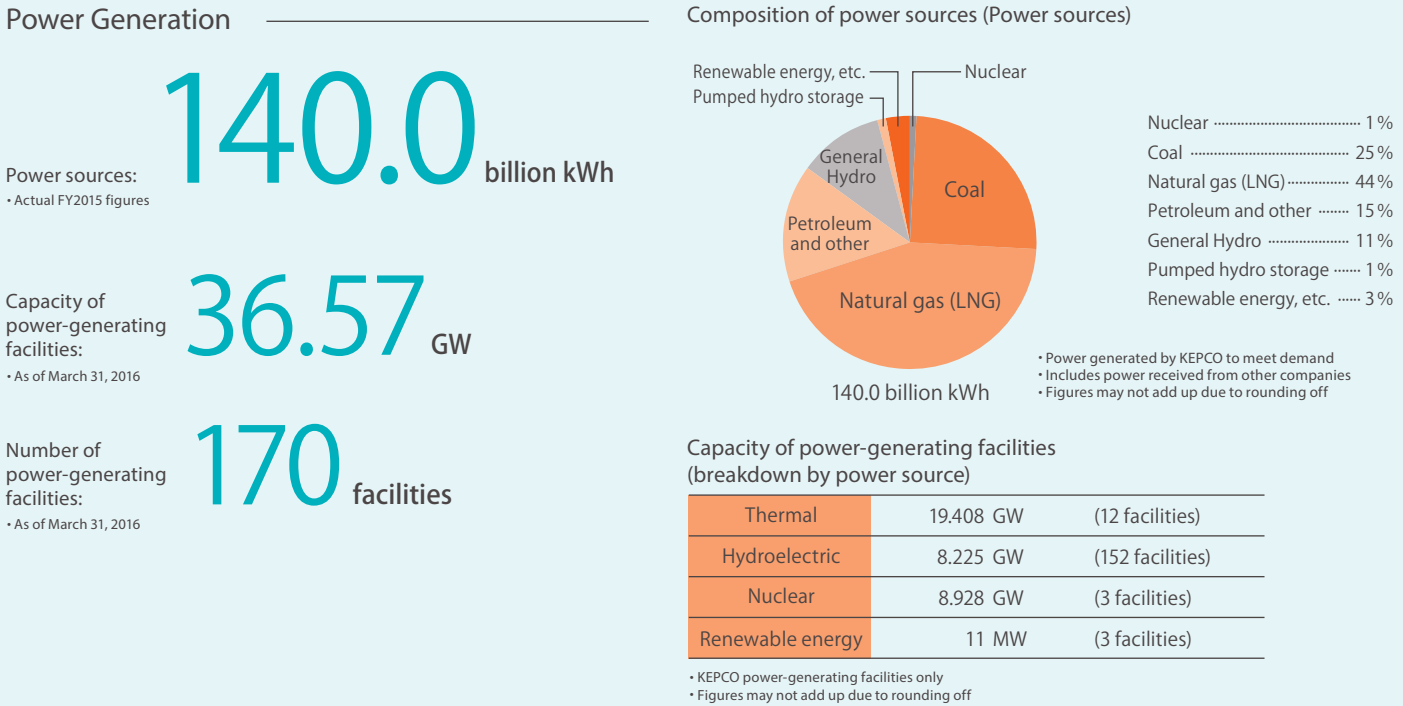 Power Generation
Power sources:
• Actual FY2015 figures
140.0 billion kWh
Capacity of
power-generating
facilities:
• As of March 31, 2016
36.57 GW
Number of
power-generating
facilities:
• As of March 31, 2016
170 facilities
Composition of power sources (Power sources)
Renewable energy, etc.
Nuclear
Pumped hydro storage
General
Hydro
Coal
Petroleum
and other
Natural gas (LNG)
140.0 billion kWh
Nuclear 1%
Coal 25%
Natural gas (LNG) 44%
Petroleum and other 15%
General Hydro 11%
Pumped hydro storage 1%
Renewable energy, etc. 3%
• Power generated by KEPCO to meet demand
• Includes power received from other companies
• Figures may not add up due to rounding off
Capacity of power-generating facilities
(breakdown by power source)
Thermal 19.408 GW (12 facilities)
Hydroelectric 8.225 GW (152 facilities)
Nuclear 8.928 GW (3 facilities)
Renewable energy 11 MW (3 facilities)
• KEPCO power-generating facilities only
• Figures may not add up due to rounding off